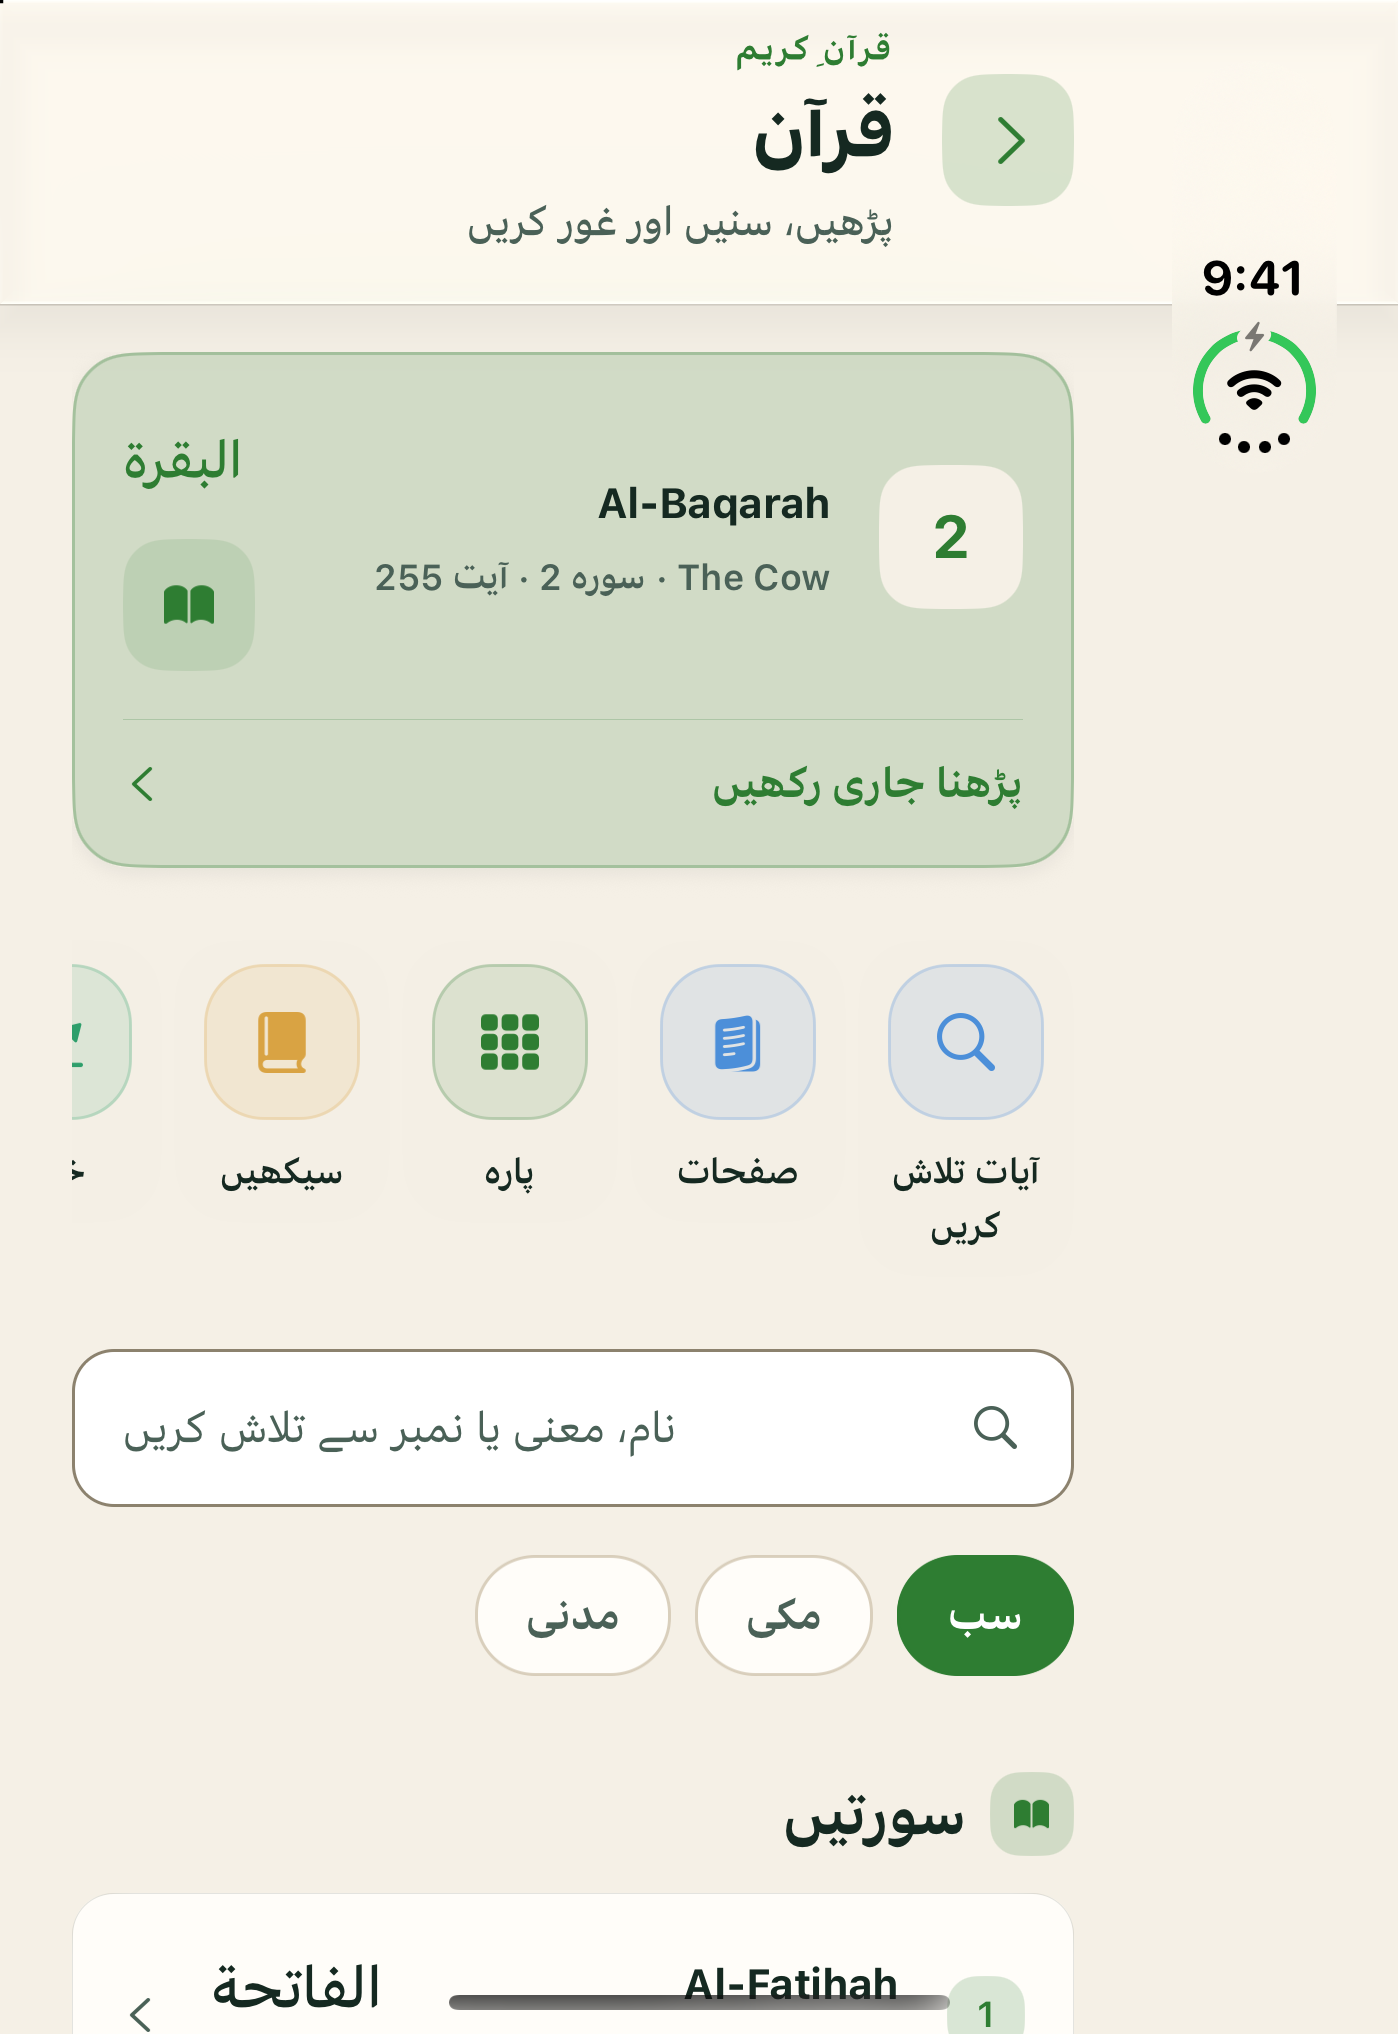 قرآنِ کریم
قرآن
پڑھیں، سنیں اور غور کریں
9:41
2
Al-Baqarah
The Cow · سورہ 2 · آیت 255
البقرة
پڑھنا جاری رکھیں
آیات تلاش
کریں
صفحات
پارہ
سیکھیں
نام، معنی یا نمبر سے تلاش کریں
سب
مکی
مدنی
سورتیں
1
Al-Fatihah
الفاتحة